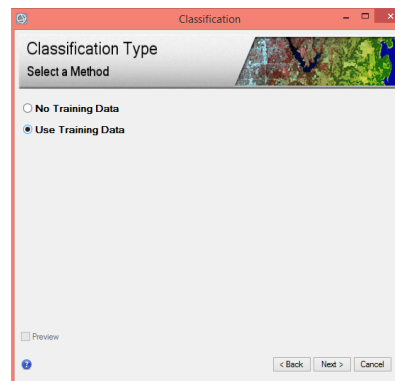 Classification
Classification Type
Select a Method
No Training Data
Use Training Data
Preview
< Back Next > Cancel